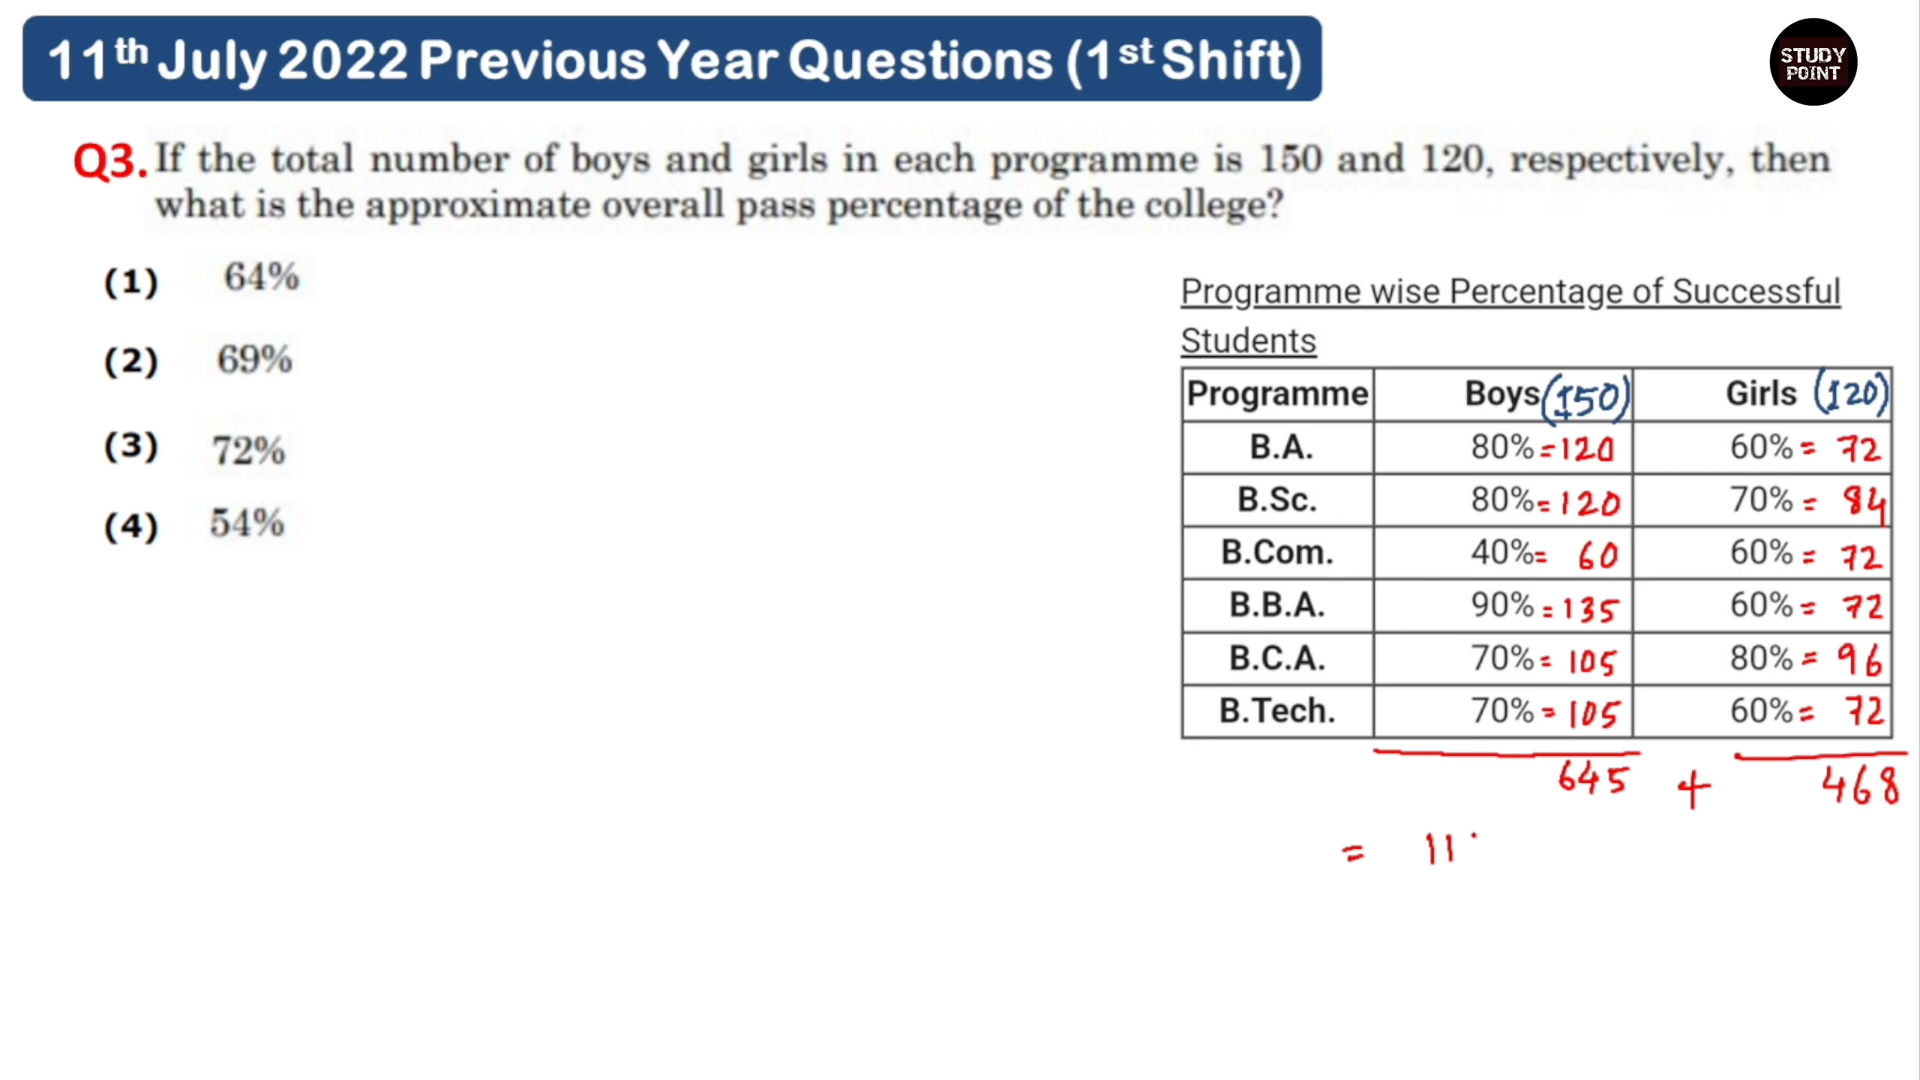 11th July 2022 Previous Year Questions (1st Shift)
STUDY
POINT
Q3. If the total number of boys and girls in each programme is 150 and 120, respectively, then
what is the approximate overall pass percentage of the college?
(1) 64%
(2) 69%
(3) 72%
(4) 54%
Programme wise Percentage of Successful
Students
Programme Boys (150) Girls (120)
B.A. 80% = 120 60% = 72
B.Sc. 80% = 120 70% = 84
B.Com. 40% = 60 60% = 72
B.B.A. 90% = 135 60% = 72
B.C.A. 70% = 105 80% = 96
B.Tech. 70% = 105 60% = 72
645 + 468
= 11